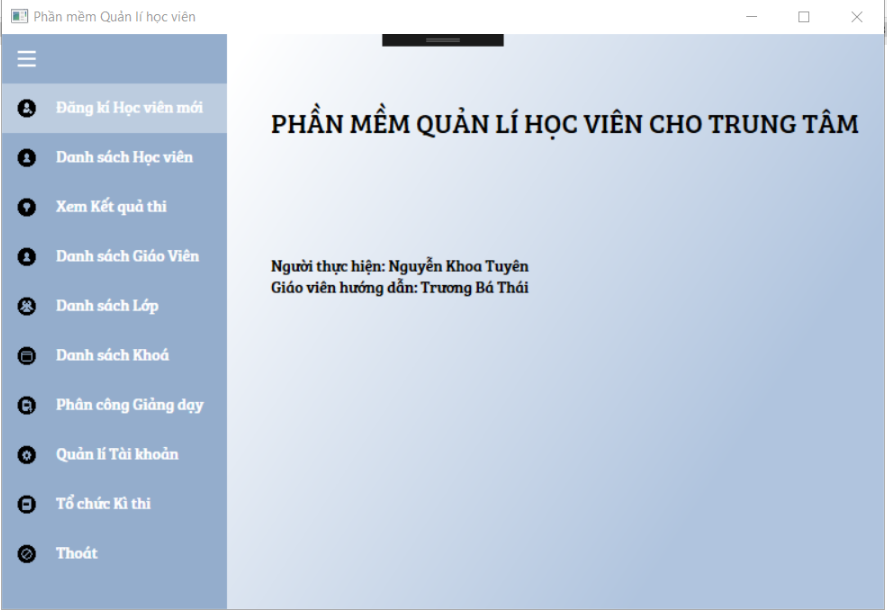 Phần mềm Quản lí học viên
Đăng kí Học viên mới
Danh sách Học viên
Xem Kết quả thi
Danh sách Giáo Viên
Danh sách Lớp
Danh sách Khoá
Phân công Giảng dạy
Quản lí Tài khoản
Tổ chức Kì thi
Thoát
PHẦN MỀM QUẢN LÍ HỌC VIÊN CHO TRUNG TÂM
Người thực hiện: Nguyễn Khoa Tuyên
Giáo viên hướng dẫn: Trương Bá Thái